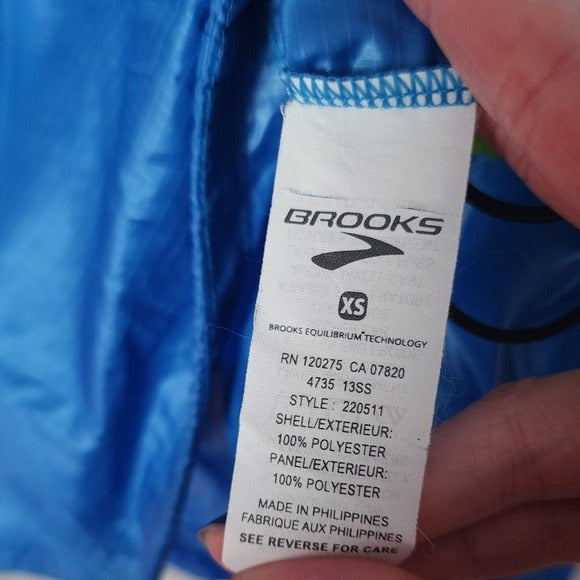 BROOKS
XS
BROOKS EQUILIBRIUM™ TECHNOLOGY
RN 120275 CA 07820
4735 13SS
STYLE : 220511
SHELL/EXTERIEUR:
100% POLYESTER
PANEL/EXTERIEUR:
100% POLYESTER
MADE IN PHILIPPINES
FABRIQUE AUX PHILIPPINES
SEE REVERSE FOR CARE